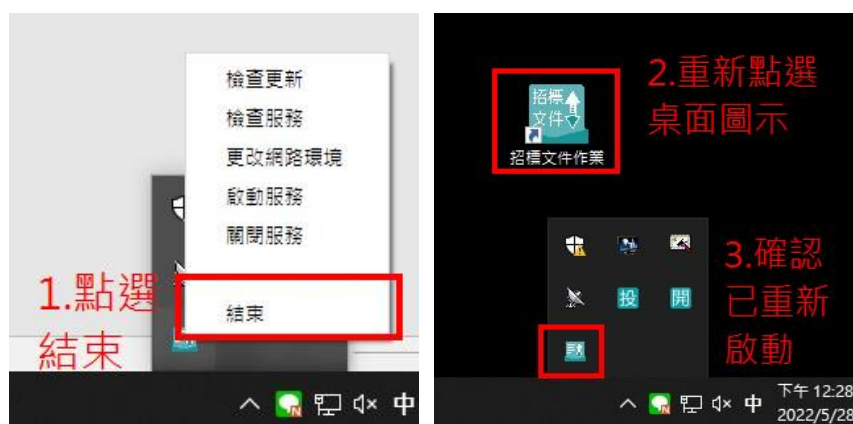 檢查更新
檢查服務
更改網路環境
啟動服務
關閉服務
結束
1.點選
結束
中
招標
文件
招標文件作業
2.重新點選
桌面圖示
投
開
3.確認
已重新
啟動
中
下午 12:28
2022/5/28